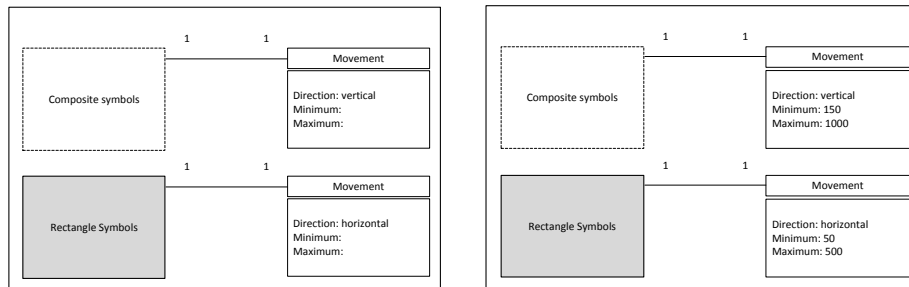 1 1
Movement
Composite symbols
Direction: vertical
Minimum:
Maximum:
1 1
Movement
Rectangle Symbols
Direction: horizontal
Minimum:
Maximum:
1 1
Movement
Composite symbols
Direction: vertical
Minimum: 150
Maximum: 1000
1 1
Movement
Rectangle Symbols
Direction: horizontal
Minimum: 50
Maximum: 500